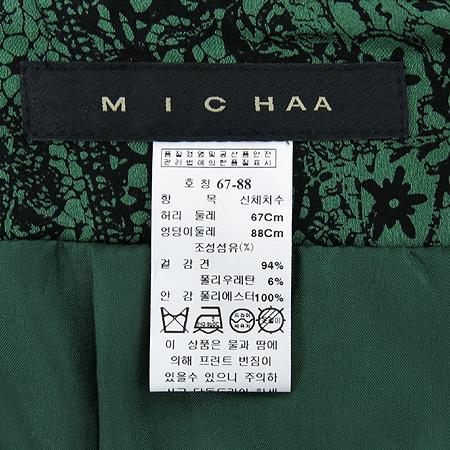 MICHAA
품질경영및공산품안전
관리법에의한품질표시
호 칭 67-88
항 목 신체치수
허리 둘레 67Cm
엉덩이둘레 88Cm
조성섬유(%)
겉 감 견 94%
폴리우레탄 6%
안 감 폴리에스터 100%
드라이
이 상품은 물과 땀에
의해 프린트 번짐이
있을수 있으니 주의하